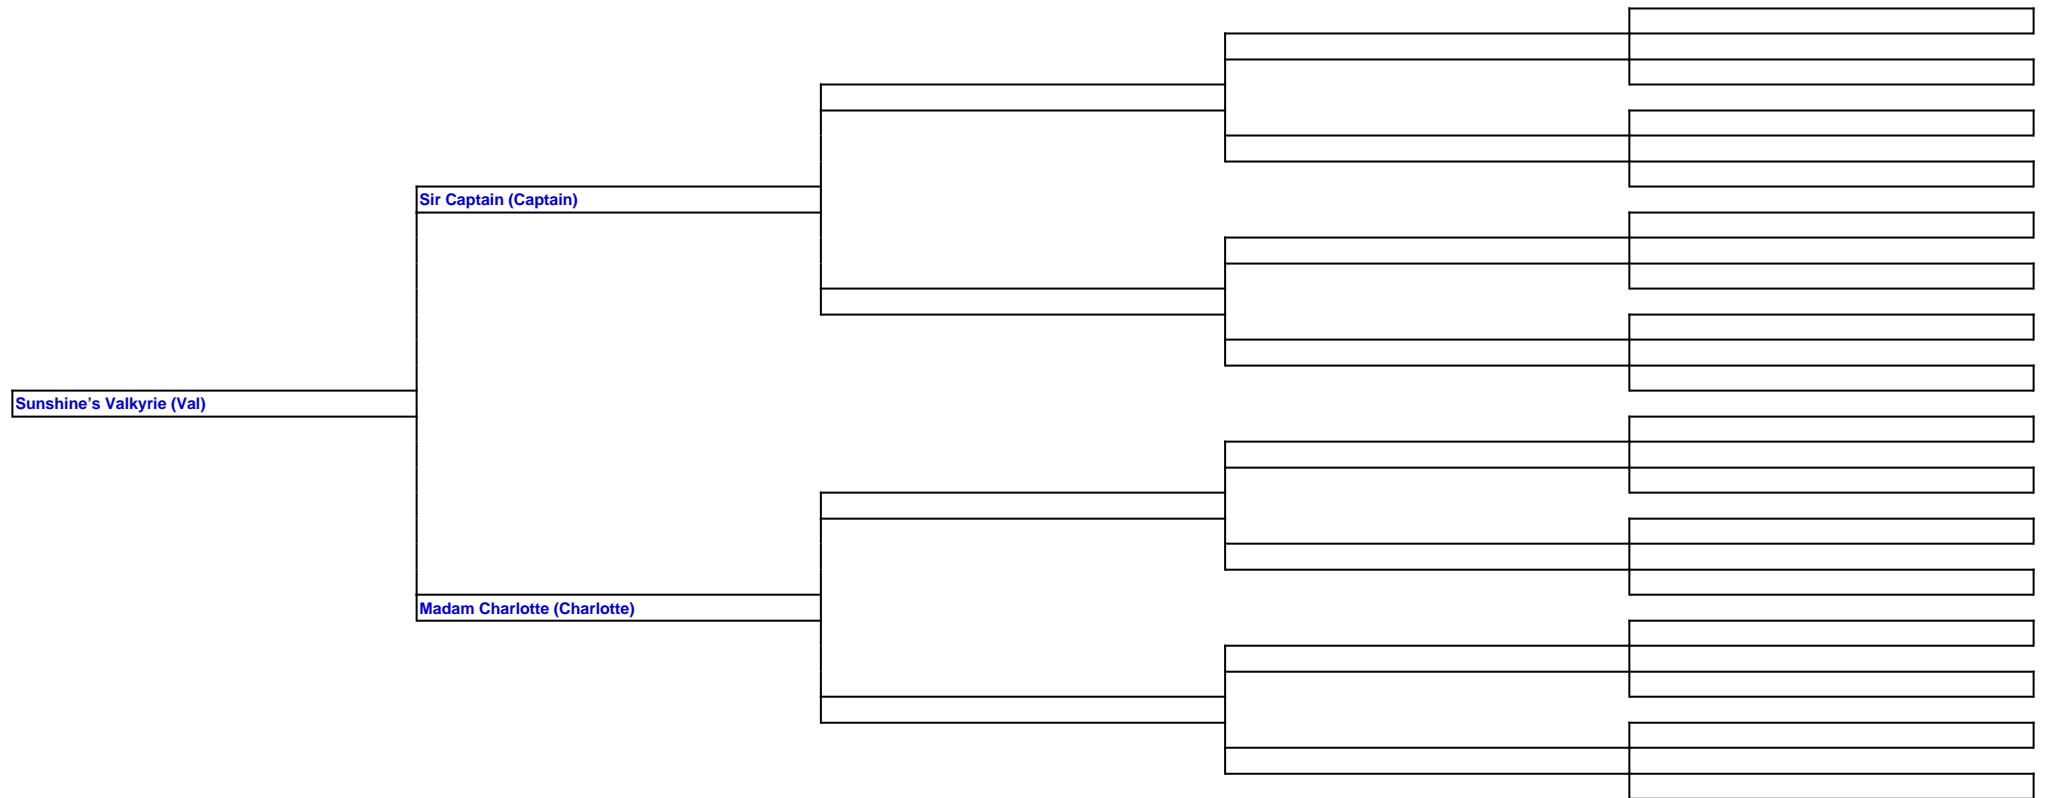 Sir Captain (Captain)
Sunshine’s Valkyrie (Val)
Madam Charlotte (Charlotte)